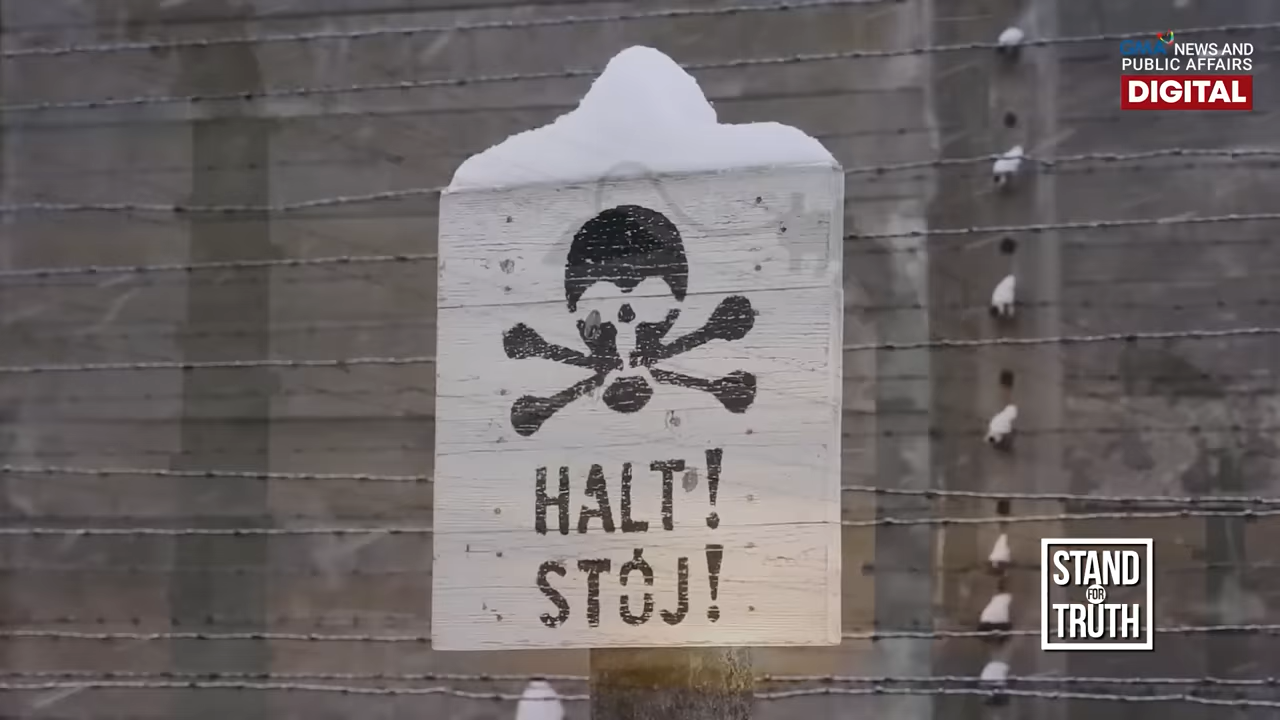 GMA NEWS AND
PUBLIC AFFAIRS
DIGITAL
HALT!
STÓJ!
STAND
FOR
TRUTH